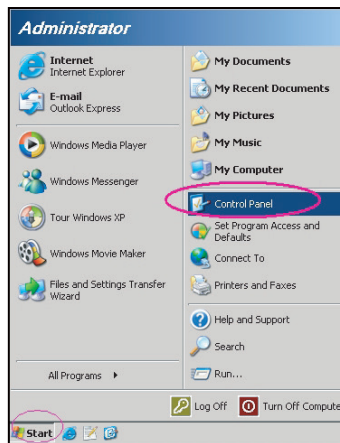 Administrator
Internet
Internet Explorer
E-mail
Outlook Express
Windows Media Player
Windows Messenger
Tour Windows XP
Windows Movie Maker
Files and Settings Transfer
Wizard
All Programs
My Documents
My Recent Documents
My Pictures
My Music
My Computer
Control Panel
Set Program Access and
Defaults
Connect To
Printers and Faxes
Help and Support
Search
Run...
Log Off
Turn Off Compute
Start